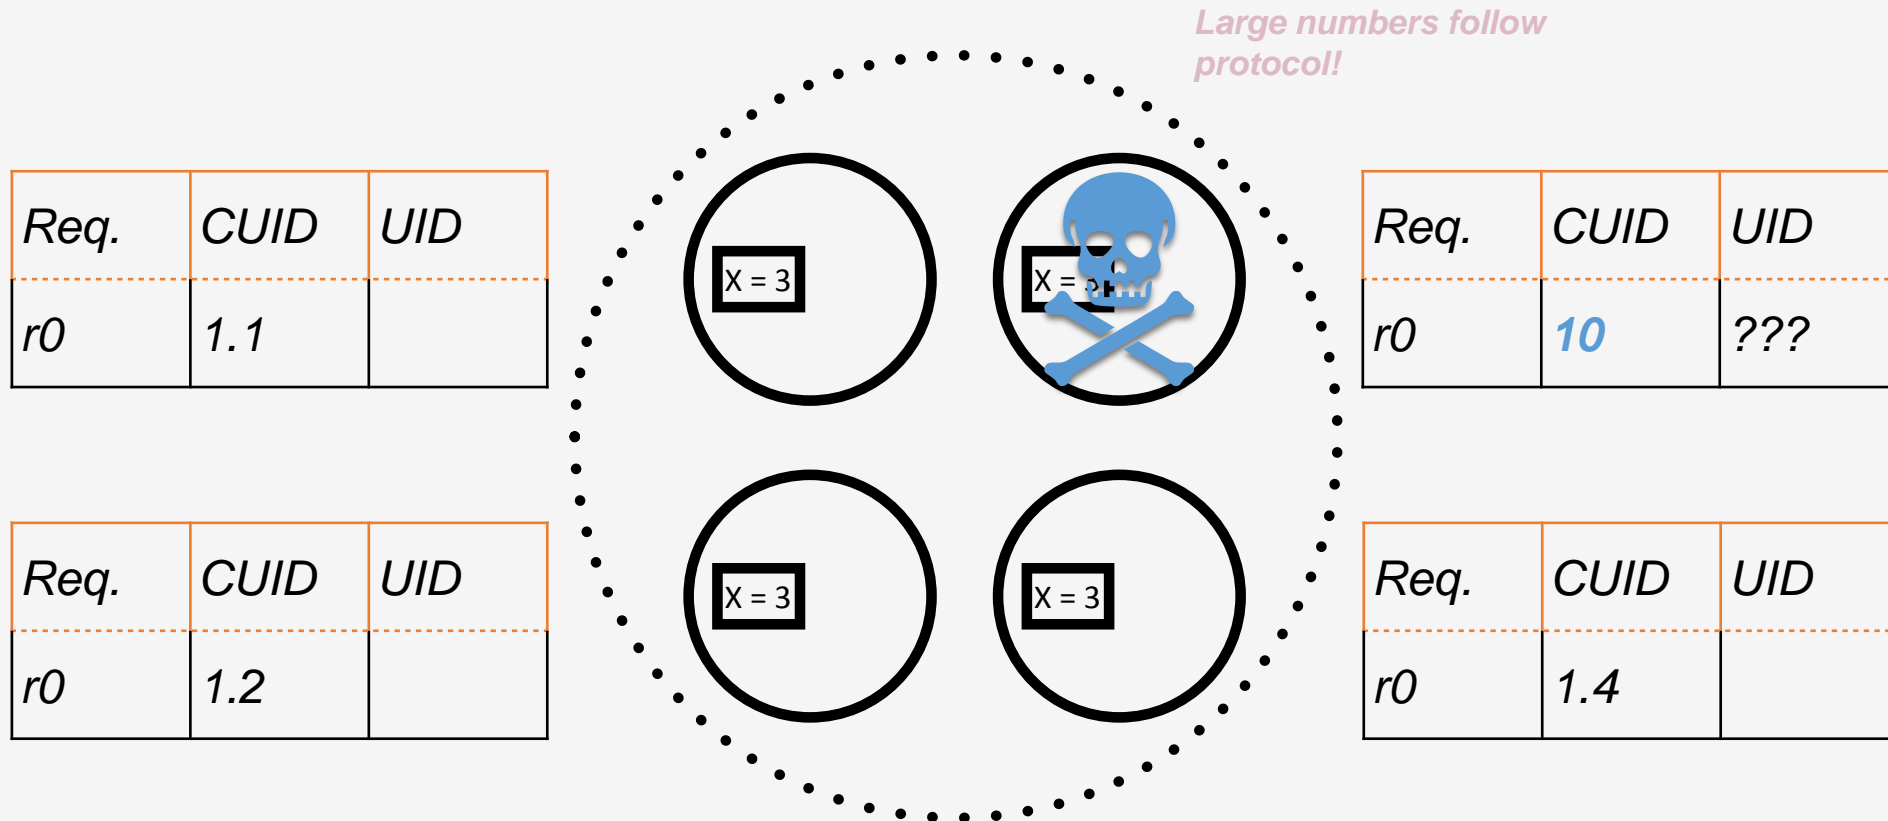 Large numbers follow
protocol!
Req. CUID UID
r0 1.1
X = 3
X =
Req. CUID UID
r0 10 ???
Req. CUID UID
r0 1.2
X = 3
X = 3
Req. CUID UID
r0 1.4